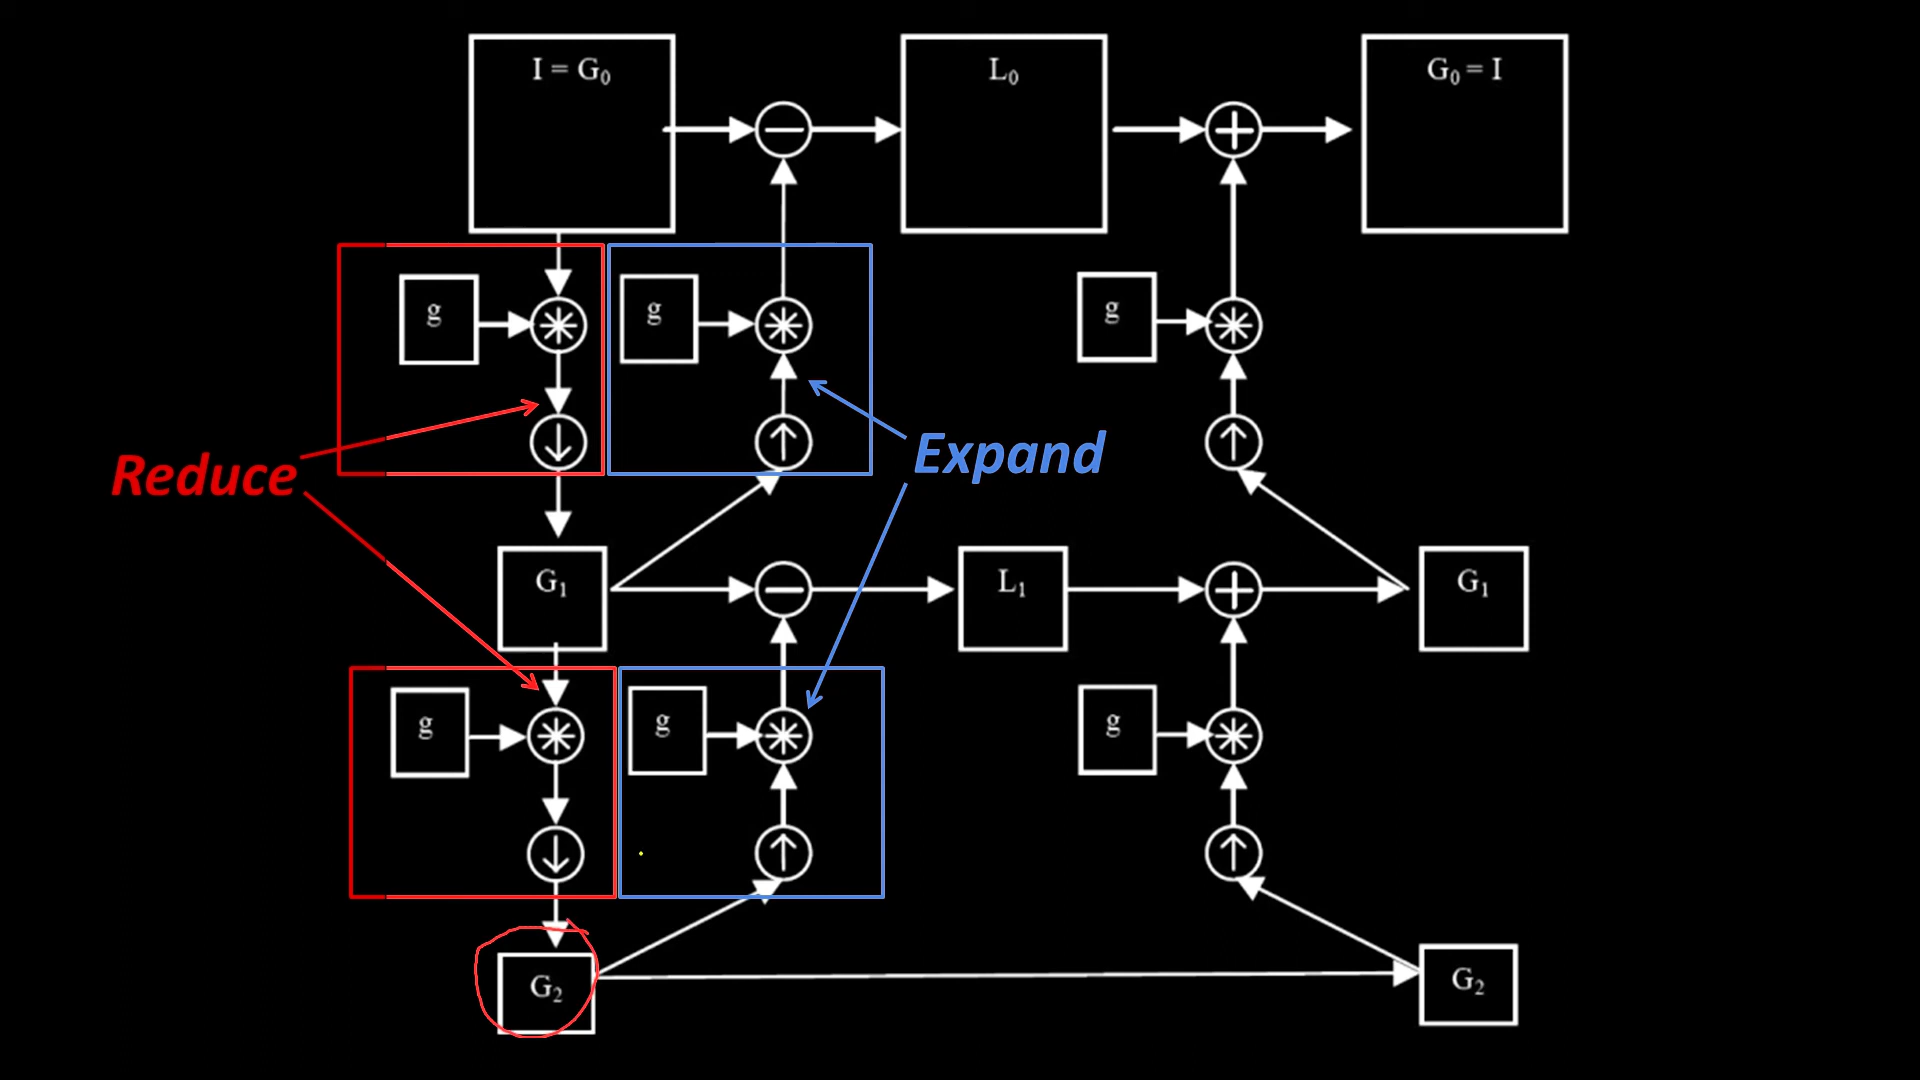 I = G₀
L₀
G₀ = I
g
g
g
Reduce
Expand
G₁
L₁
G₁
g
g
g
G₂
G₂